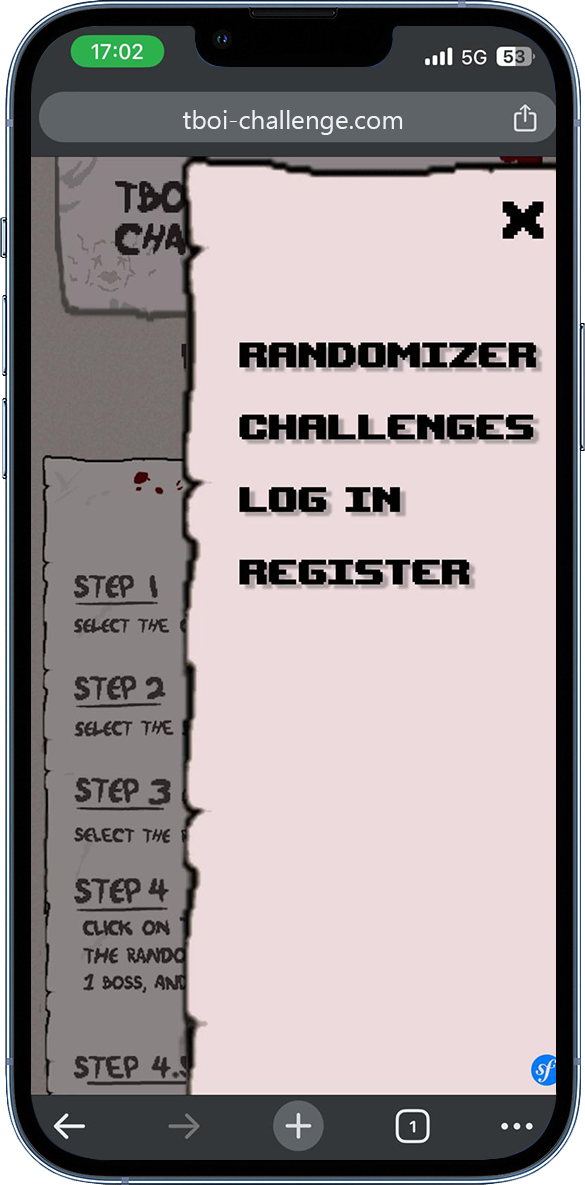 17:02
5G
53
tboi-challenge.com
TBO
CHA
RANDOMIZER
CHALLENGES
LOG IN
REGISTER
STEP 1
SELECT THE
STEP 2
SELECT THE
STEP 3
SELECT THE
STEP 4
CLICK ON
THE RANDO
1 BOSS, AND
STEP 4.
sf
1